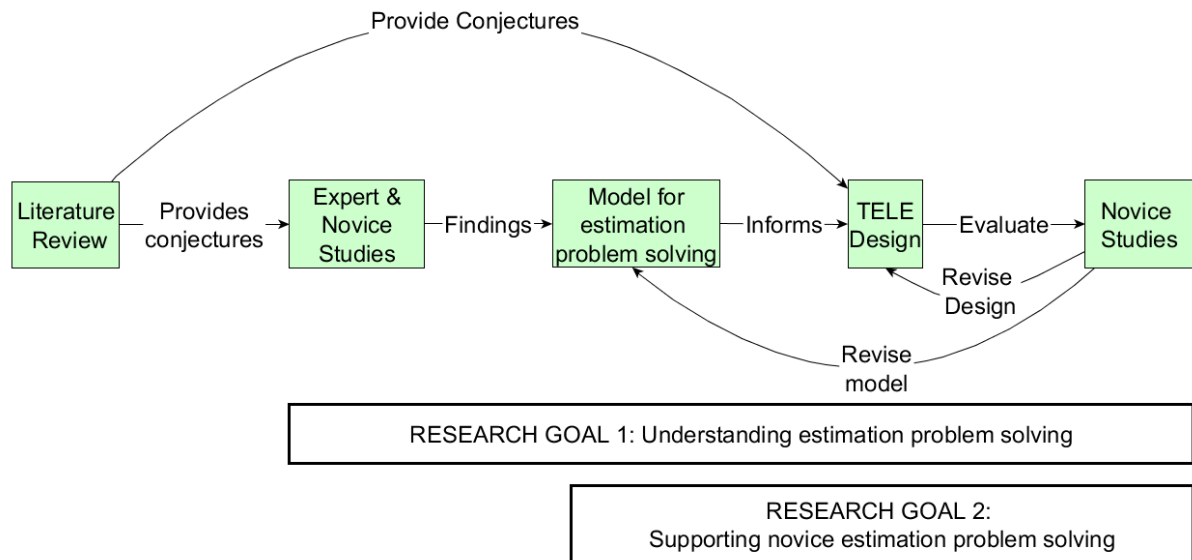 Provide Conjectures
Literature
Review
Provides
conjectures
Expert &
Novice
Studies
Findings
Model for
estimation
problem solving
Informs
TELE
Design
Evaluate
Novice
Studies
Revise
Design
Revise
model
RESEARCH GOAL 1: Understanding estimation problem solving
RESEARCH GOAL 2:
Supporting novice estimation problem solving